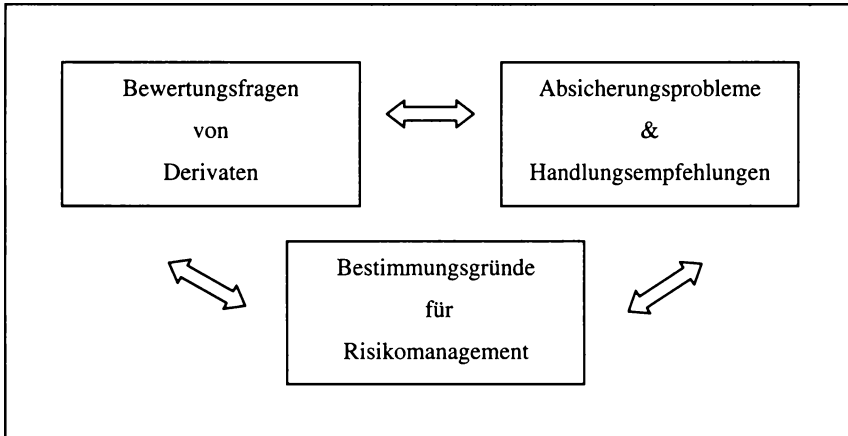 Bewertungsfragen
von
Derivaten
Absicherungsprobleme
&
Handlungsempfehlungen
Bestimmungsgründe
für
Risikomanagement